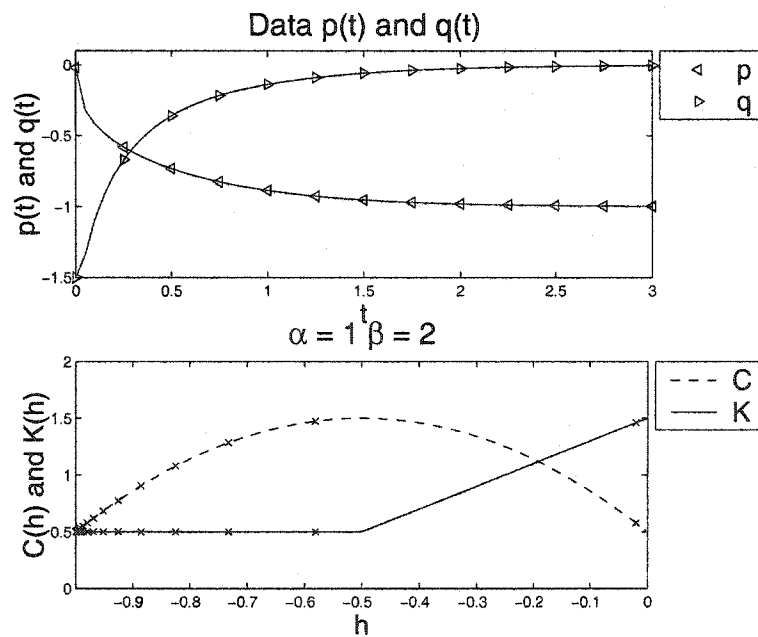 Data p(t) and q(t)
p(t) and q(t)
0
-0.5
-1
-1.5
0
0.5
1
1.5
2
2.5
3
t
p
q
α = 1 β = 2
C(h) and K(h)
2
1.5
1
0.5
0
-0.9
-0.8
-0.7
-0.6
-0.5
-0.4
-0.3
-0.2
-0.1
0
h
C
K